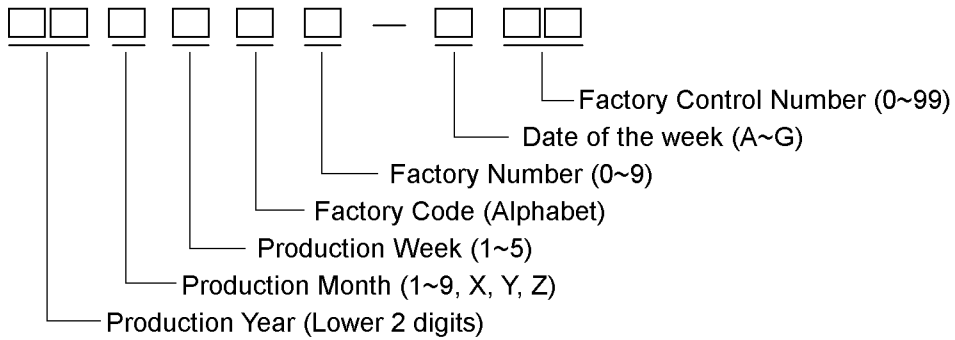 Factory Control Number (0~99)
Date of the week (A~G)
Factory Number (0~9)
Factory Code (Alphabet)
Production Week (1~5)
Production Month (1~9, X, Y, Z)
Production Year (Lower 2 digits)